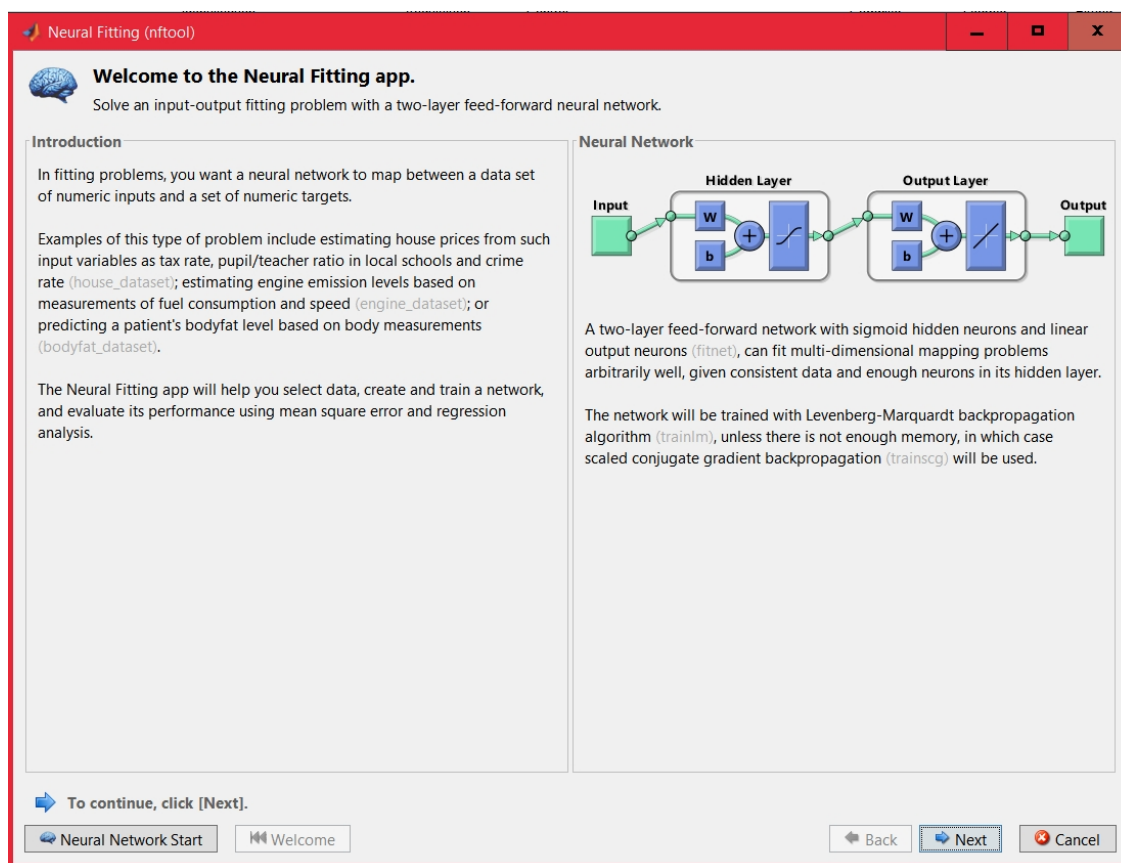 Neural Fitting (nftool)
Welcome to the Neural Fitting app.
Solve an input-output fitting problem with a two-layer feed-forward neural network.
Introduction
In fitting problems, you want a neural network to map between a data set
of numeric inputs and a set of numeric targets.
Examples of this type of problem include estimating house prices from such
input variables as tax rate, pupil/teacher ratio in local schools and crime
rate (house_dataset); estimating engine emission levels based on
measurements of fuel consumption and speed (engine_dataset); or
predicting a patient's bodyfat level based on body measurements
(bodyfat_dataset).
The Neural Fitting app will help you select data, create and train a network,
and evaluate its performance using mean square error and regression
analysis.
Neural Network
Hidden Layer Output Layer
Input Output
W W
b b
A two-layer feed-forward network with sigmoid hidden neurons and linear
output neurons (fitnet), can fit multi-dimensional mapping problems
arbitrarily well, given consistent data and enough neurons in its hidden layer.
The network will be trained with Levenberg-Marquardt backpropagation
algorithm (trainlm), unless there is not enough memory, in which case
scaled conjugate gradient backpropagation (trainscg) will be used.
To continue, click [Next].
Neural Network Start Welcome Back Next Cancel